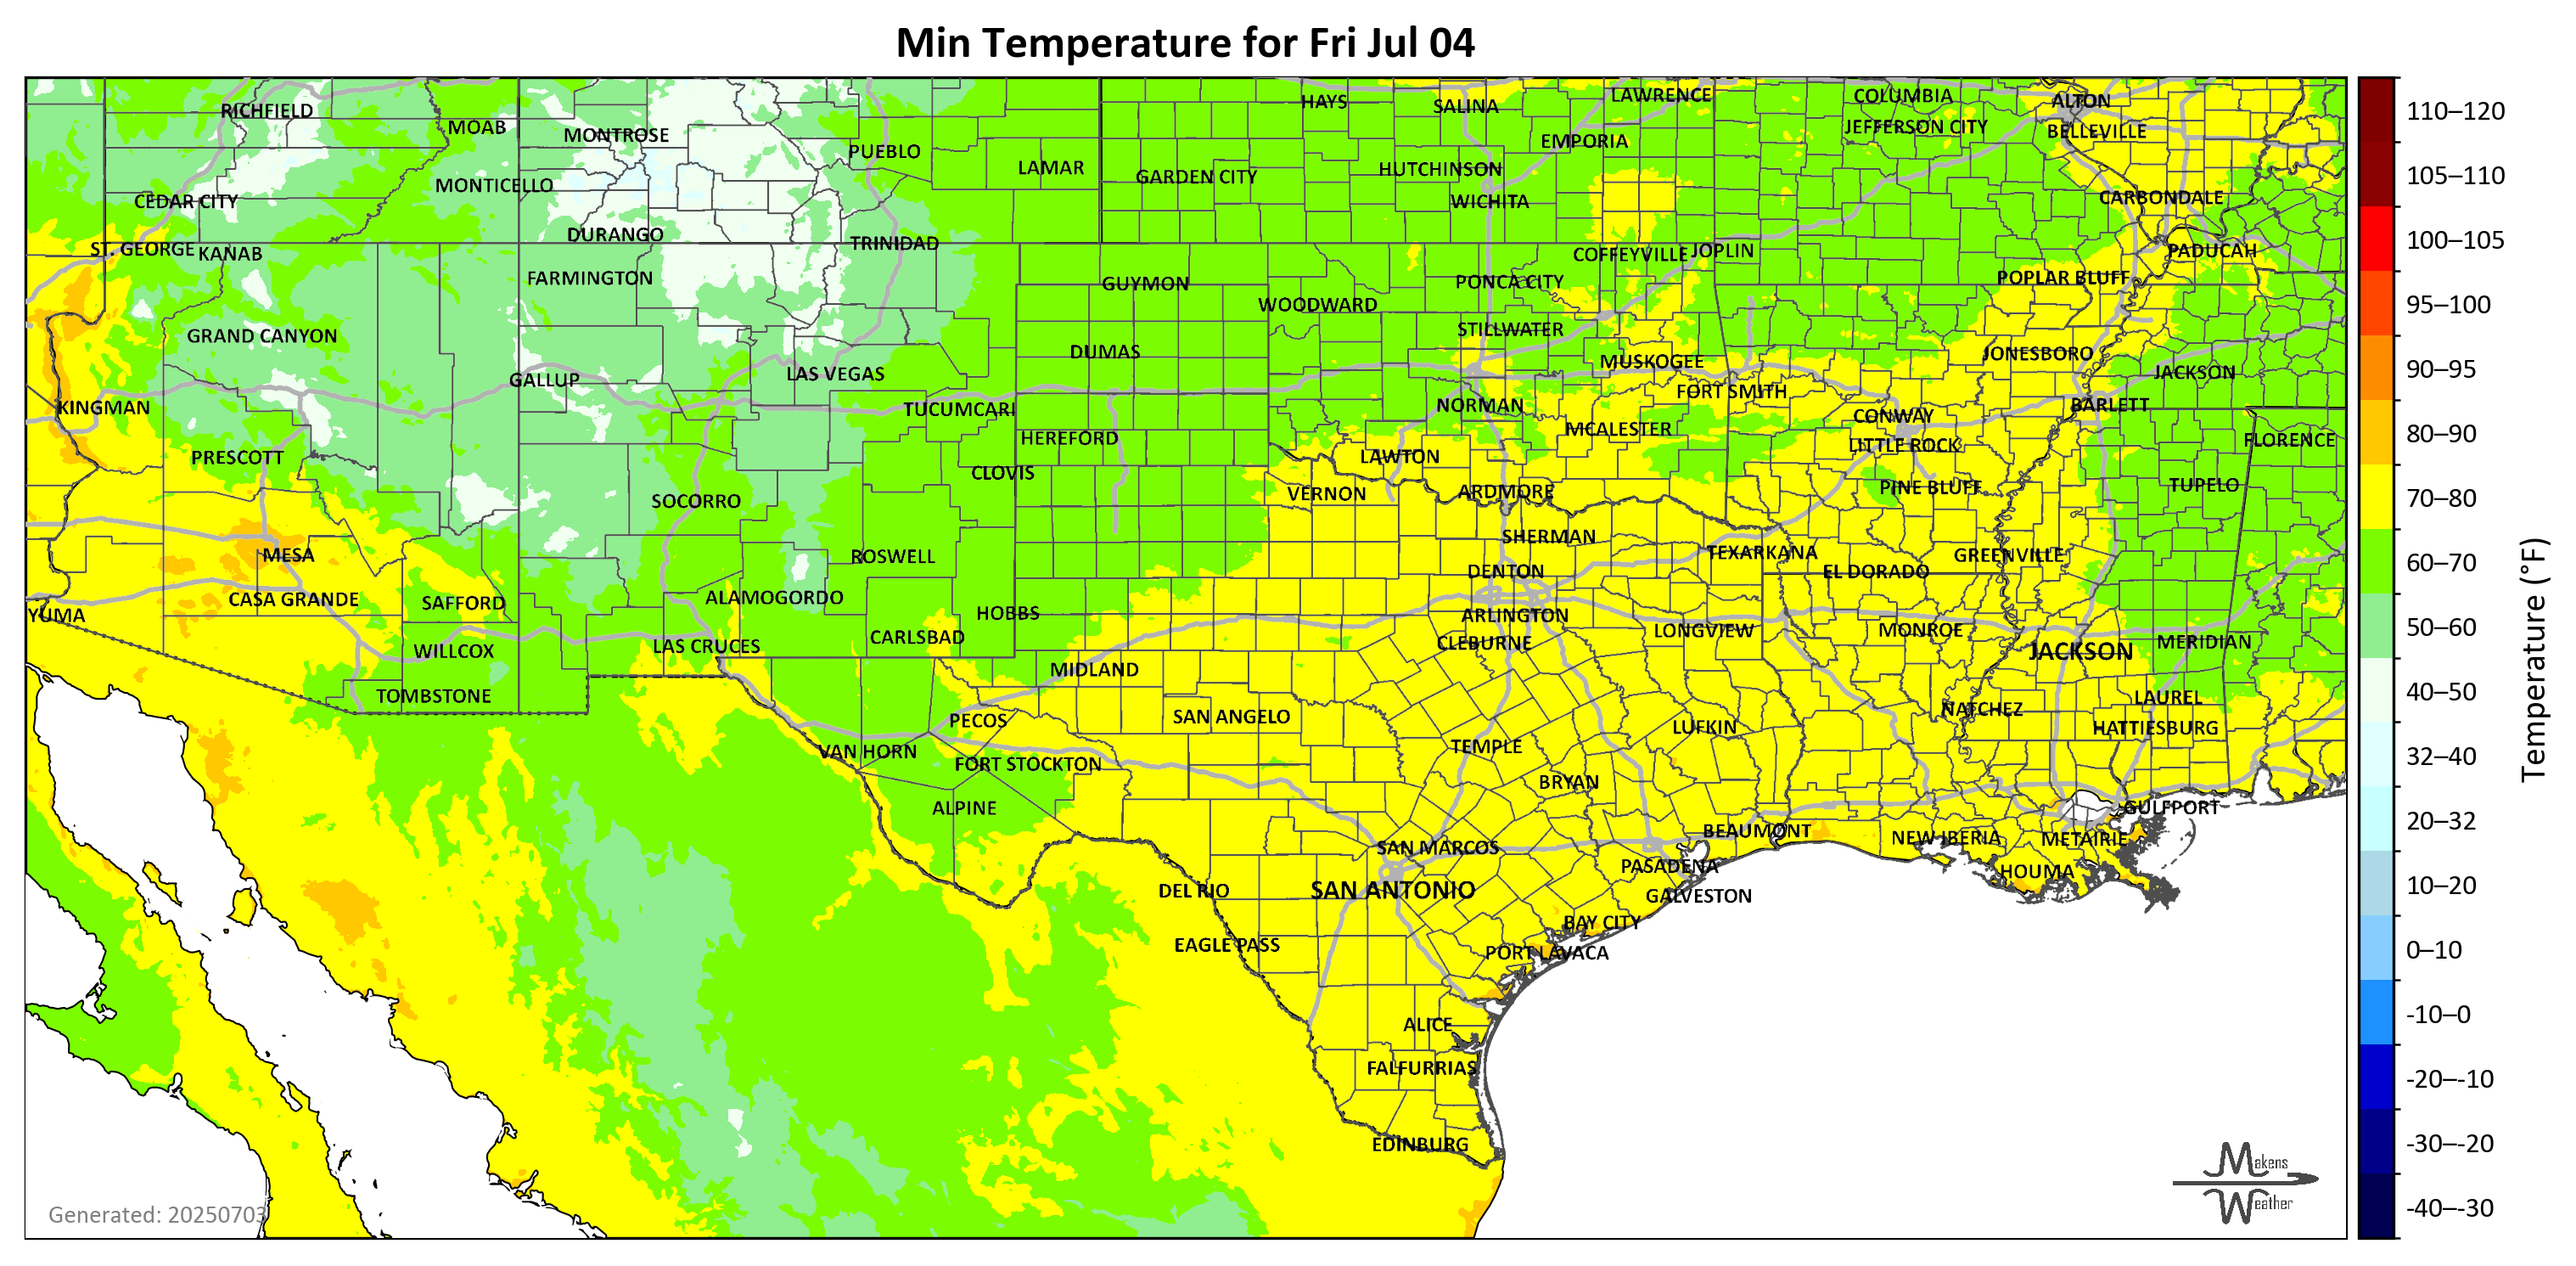 Min Temperature for Fri Jul 04
RICHFIELD
MOAB
MONTROSE
PUEBLO
LAMAR
HAYS
SALINA
LAWRENCE
COLUMBIA
ALTON
GARDEN CITY
HUTCHINSON
EMPORIA
JEFFERSON CITY
BELLEVILLE
MONTICELLO
CEDAR CITY
WICHITA
CARBONDALE
DURANGO
TRINIDAD
ST. GEORGE
KANAB
COFFEYVILLE
JOPLIN
PADUCAH
FARMINGTON
GUYMON
PONCA CITY
POPLAR BLUFF
WOODWARD
GRAND CANYON
STILLWATER
DUMAS
MUSKOGEE
JONESBORO
GALLUP
LAS VEGAS
JACKSON
FORT SMITH
KINGMAN
TUCUMCARI
NORMAN
CONWAY
BARLETT
HEREFORD
MCALESTER
LITTLE ROCK
FLORENCE
PRESCOTT
CLOVIS
LAWTON
SOCORRO
VERNON
ARDMORE
PINE BLUFF
TUPELO
SHERMAN
MESA
ROSWELL
TEXARKANA
GREENVILLE
DENTON
EL DORADO
YUMA
CASA GRANDE
SAFFORD
ALAMOGORDO
HOBBS
ARLINGTON
CARLSBAD
CLEBURNE
LONGVIEW
MONROE
MERIDIAN
WILLCOX
LAS CRUCES
JACKSON
MIDLAND
TOMBSTONE
LAUREL
PECOS
SAN ANGELO
NATCHEZ
LUFKIN
HATTIESBURG
VAN HORN
TEMPLE
FORT STOCKTON
BRYAN
ALPINE
GULFPORT
BEAUMONT
NEW IBERIA
METAIRIE
SAN MARCOS
PASADENA
HOUMA
DEL RIO
SAN ANTONIO
GALVESTON
BAY CITY
EAGLE PASS
PORT LAVACA
ALICE
FALFURRIAS
EDINBURG
Generated: 20250703
Makens
Weather
110–120
105–110
100–105
95–100
90–95
80–90
70–80
60–70
50–60
40–50
32–40
20–32
10–20
0–10
-10–0
-20–-10
-30–-20
-40–-30
Temperature (°F)